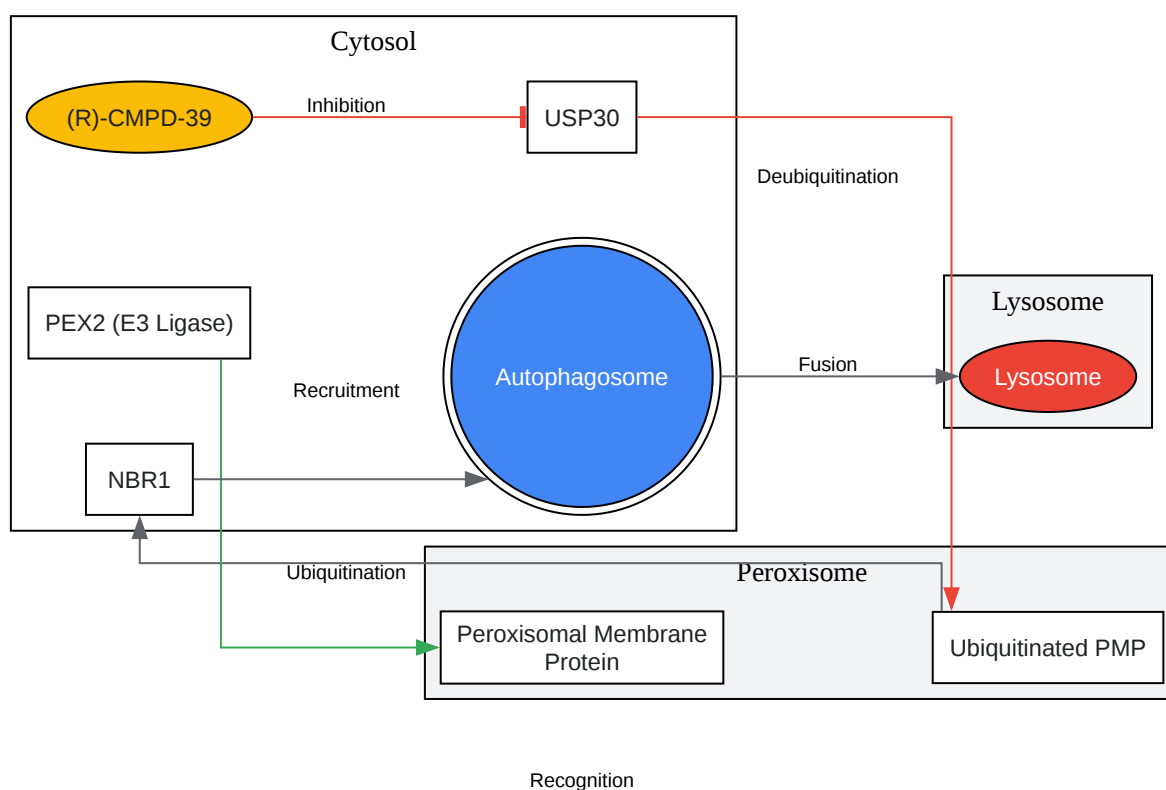 Cytosol
(R)-CMPD-39
Inhibition
USP30
Deubiquitination
PEX2 (E3 Ligase)
Recruitment
Autophagosome
Fusion
Lysosome
Lysosome
NBR1
Ubiquitination
Peroxisome
Peroxisomal Membrane
Protein
Ubiquitinated PMP
Recognition